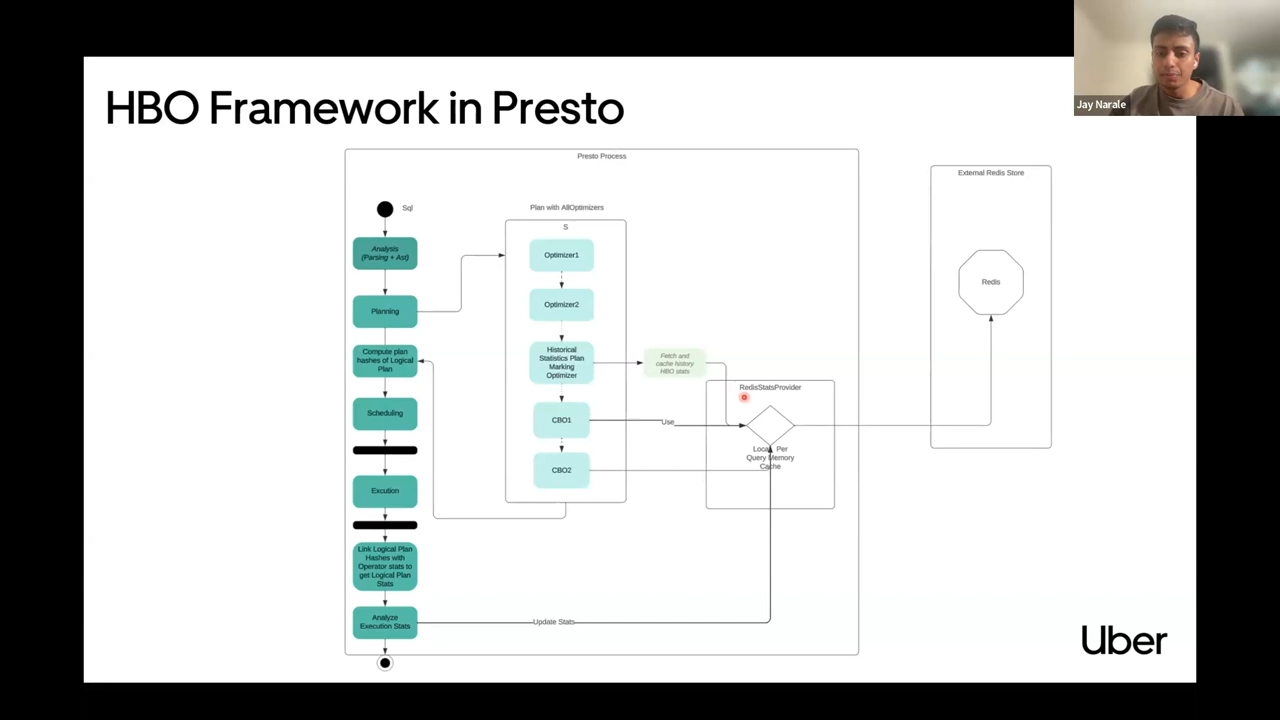 HBO Framework in Presto
Jay Narale
Presto Process
External Redis Store
Sql
Plan with AllOptimizers
S
Analysis
(Parsing + Ast)
Planning
Compute plan
hashes of Logical
Plan
Scheduling
Excution
Link Logical Plan
Hashes with
Operator stats to
get Logical Plan
Stats
Analyze
Execution Stats
Optimizer1
Optimizer2
Historical
Statistics Plan
Marking
Optimizer
CBO1
CBO2
Fetch and
cache history
HBO stats
Use
RedisStatsProvider
Local Per
Query Memory
Cache
Update Stats
Redis
Uber